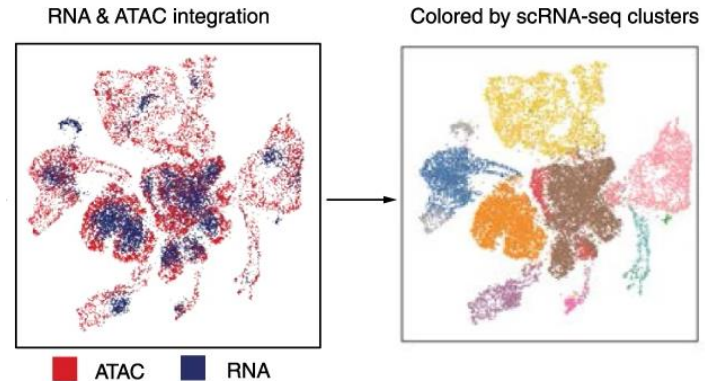 RNA & ATAC integration
Colored by scRNA-seq clusters
ATAC
RNA